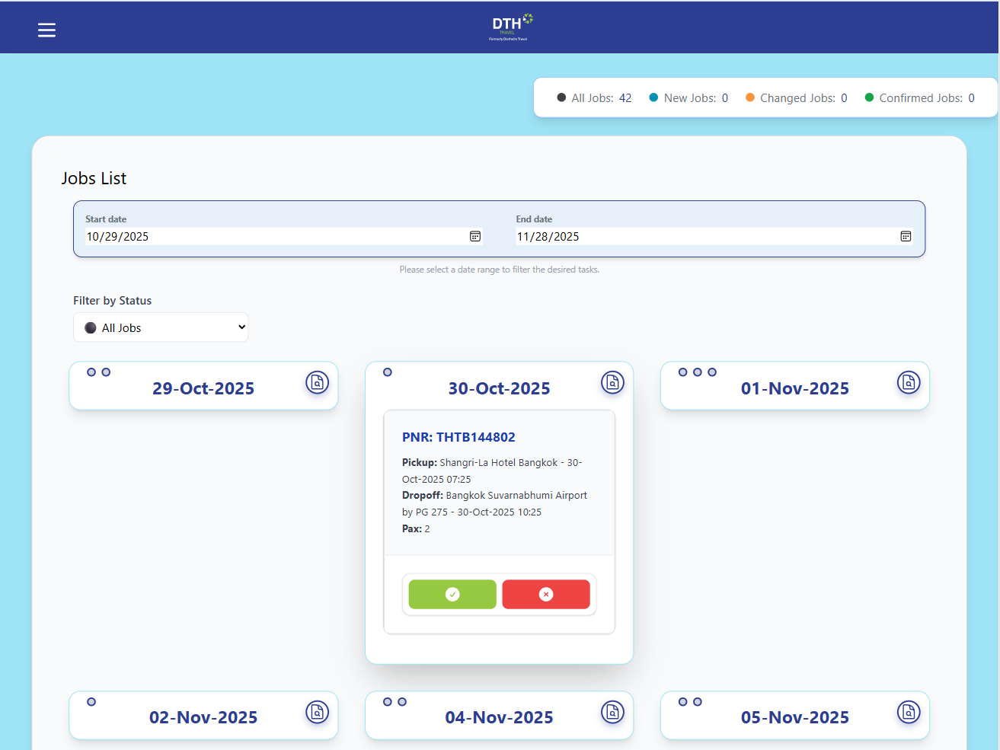 DTH
TRAVEL
Formerly Diethelm Travel
All Jobs: 42 New Jobs: 0 Changed Jobs: 0 Confirmed Jobs: 0
Jobs List
Start date
10/29/2025
End date
11/28/2025
Please select a date range to filter the desired tasks.
Filter by Status
All Jobs
29-Oct-2025
30-Oct-2025
PNR: THTB144802
Pickup: Shangri-La Hotel Bangkok - 30-
Oct-2025 07:25
Dropoff: Bangkok Suvarnabhumi Airport
by PG 275 - 30-Oct-2025 10:25
Pax: 2
01-Nov-2025
02-Nov-2025
04-Nov-2025
05-Nov-2025